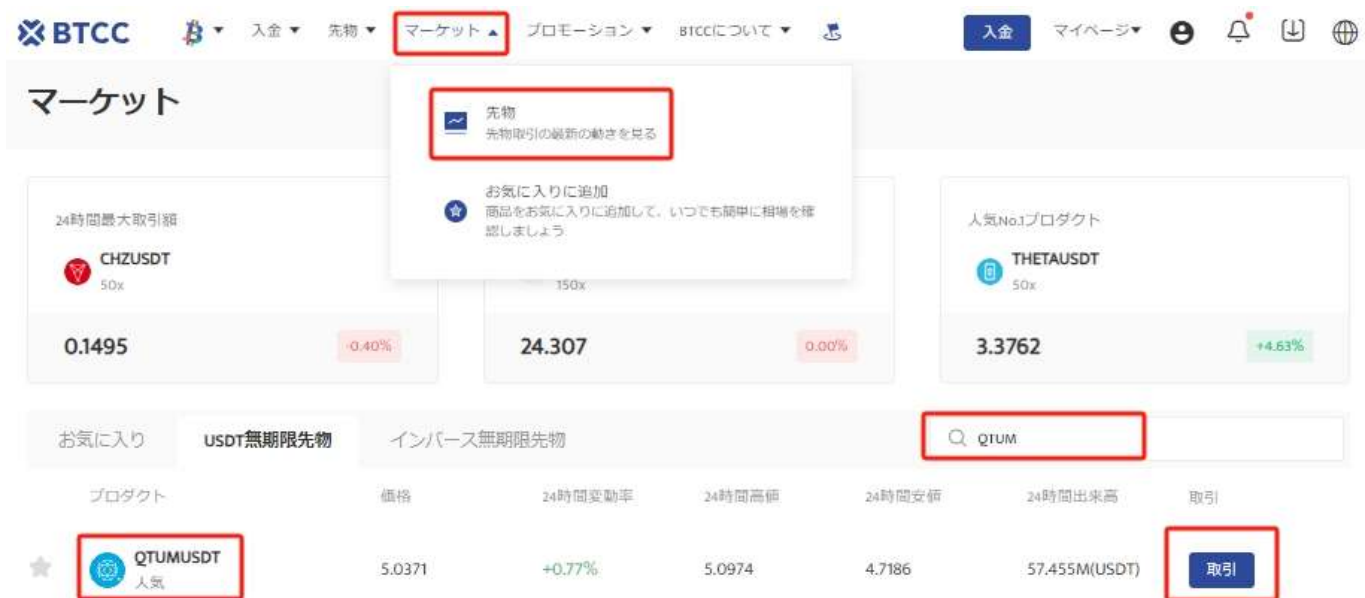 BTCC
入金
先物
マーケット
プロモーション
BTCCについて
入金
マイページ
マーケット
先物
先物取引の最新の動きを見る
お気に入りに追加
商品をお気に入りに追加して、いつでも簡単に相場を確
認しましょう
24時間最大取引額
CHZUSDT
50x
0.1495
-0.40%
150x
24.307
0.00%
人気No.1プロダクト
THETAUSDT
50x
3.3762
+4.63%
お気に入り
USDT無期限先物
インバース無期限先物
QTUM
プロダクト
価格
24時間変動率
24時間高値
24時間安値
24時間出来高
取引
QTUMUSDT
人気
5.0371
+0.77%
5.0974
4.7186
57.455M(USDT)
取引